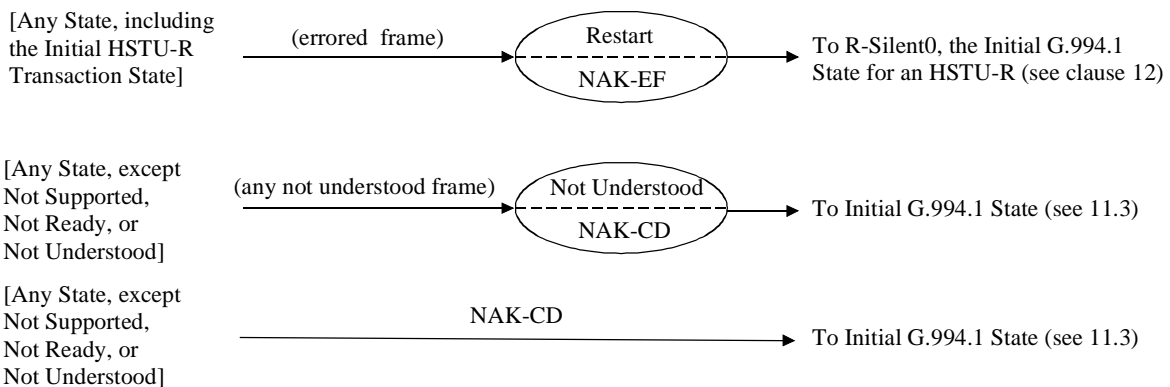 [Any State, including
the Initial HSTU-R
Transaction State]
(errored frame)
Restart
NAK-EF
To R-Silent0, the Initial G.994.1
State for an HSTU-R (see clause 12)
[Any State, except
Not Supported,
Not Ready, or
Not Understood]
(any not understood frame)
Not Understood
NAK-CD
To Initial G.994.1 State (see 11.3)
[Any State, except
Not Supported,
Not Ready, or
Not Understood]
NAK-CD
To Initial G.994.1 State (see 11.3)